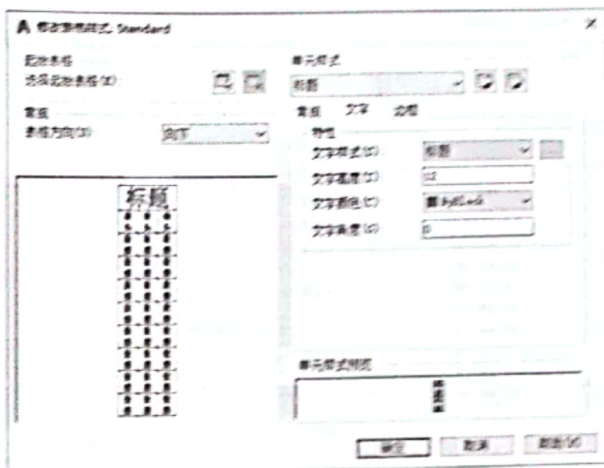 修改表格样式: Standard
起始表格
选择起始表格(E):
单元样式
标题
常规
表格方向(D):
向下
常规 文字 边框
特性
文字样式(S):
标题
文字高度(I):
文字颜色(C):
ByBlock
文字角度(G):
0
标题
单元样式预览
确定 取消 帮助(H)